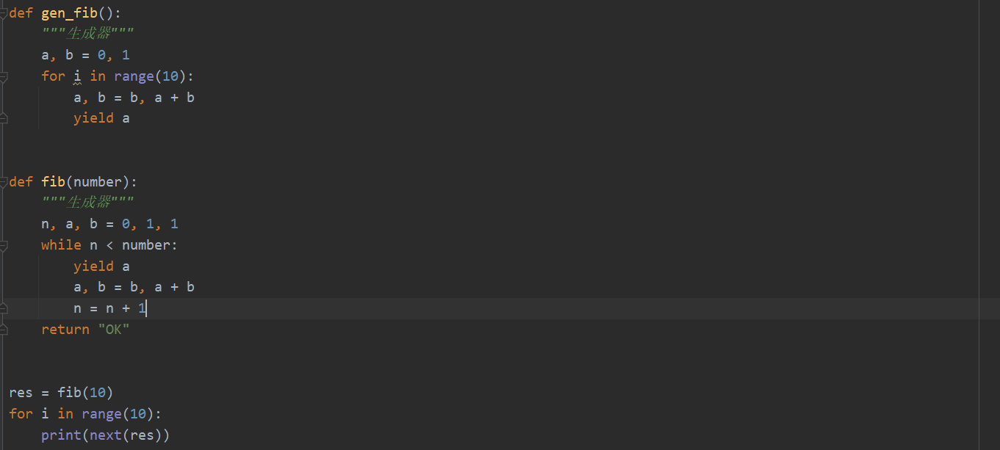 def gen_fib():
    """生成器"""
    a, b = 0, 1
    for i in range(10):
        a, b = b, a + b
        yield a
def fib(number):
    """生成器"""
    n, a, b = 0, 1, 1
    while n < number:
        yield a
        a, b = b, a + b
        n = n + 1
    return "OK"
res = fib(10)
for i in range(10):
    print(next(res))